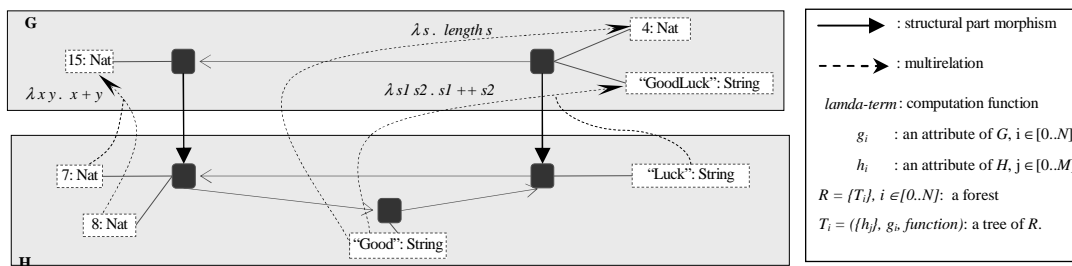 G
λ s . length s
4: Nat
15: Nat
“GoodLuck”: String
λ x y . x + y
λ s1 s2 . s1 ++ s2
7: Nat
“Luck”: String
8: Nat
“Good”: String
H
: structural part morphism
: multirelation
lamda-term : computation function
gi : an attribute of G, i ∈ [0..N]
hi : an attribute of H, j ∈ [0..M]
R = {Ti}, i ∈[0..N]: a forest
Ti = ({hj}, gi, function): a tree of R.